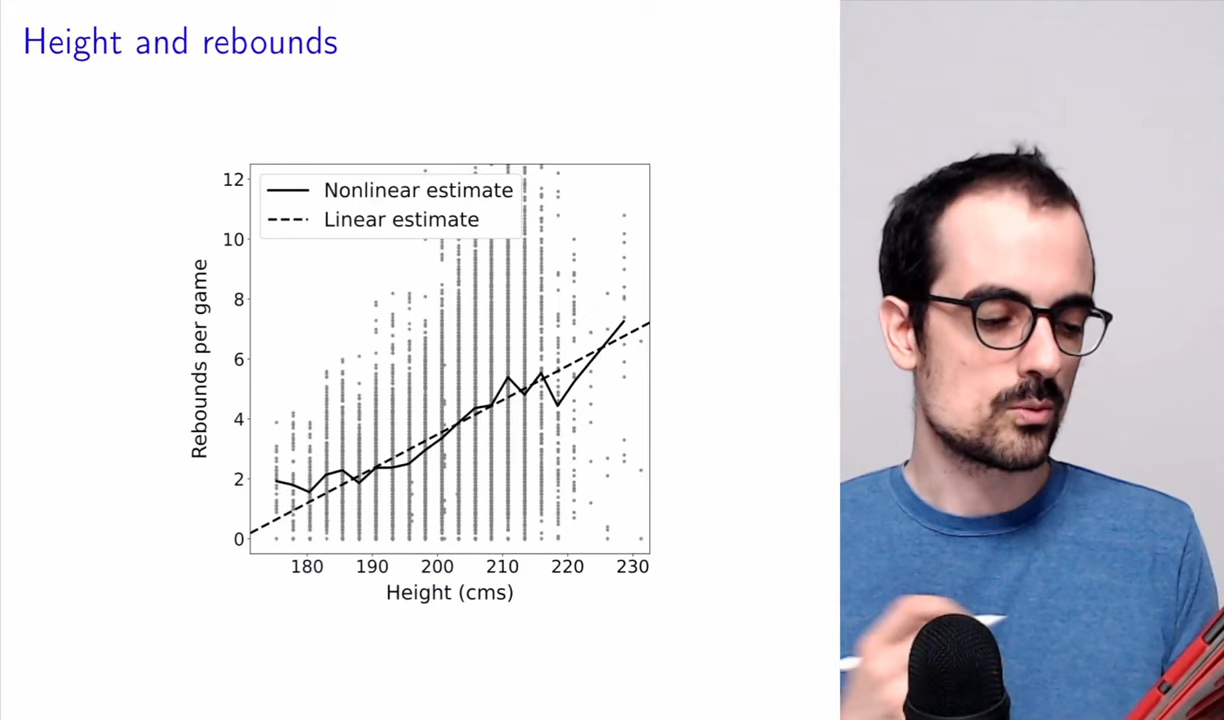 Height and rebounds
Nonlinear estimate
Linear estimate
12
10
8
6
4
2
0
Rebounds per game
180 190 200 210 220 230
Height (cms)